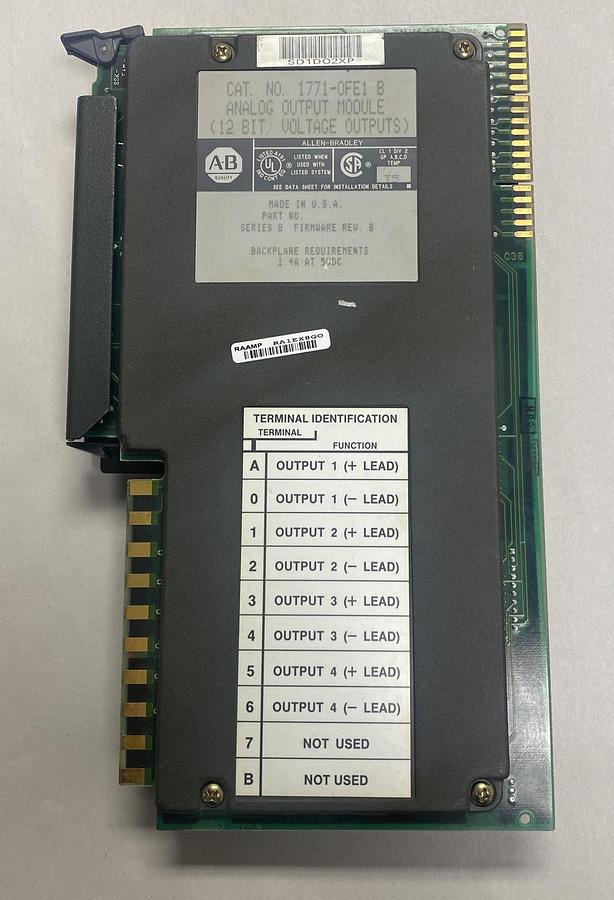 SD1DO2XP
CAT. NO. 1771-OFE1 B
ANALOG OUTPUT MODULE
(12 BIT, VOLTAGE OUTPUTS)
ALLEN-BRADLEY
A-B
QUALITY
UL
LISTED WHEN
USED WITH
LISTED SYSTEM
CL 1 DIV 2
GP A,B,C,D
TEMP
T5
SEE DATA SHEET FOR INSTALLATION DETAILS
MADE IN U.S.A.
PART NO.
SERIES B FIRMWARE REV. B
BACKPLANE REQUIREMENTS
1.4A AT 5VDC
C36
RAAMP RA1EX8GO
TERMINAL IDENTIFICATION
TERMINAL
FUNCTION
A OUTPUT 1 (+ LEAD)
0 OUTPUT 1 (− LEAD)
1 OUTPUT 2 (+ LEAD)
2 OUTPUT 2 (− LEAD)
3 OUTPUT 3 (+ LEAD)
4 OUTPUT 3 (− LEAD)
5 OUTPUT 4 (+ LEAD)
6 OUTPUT 4 (− LEAD)
7 NOT USED
B NOT USED